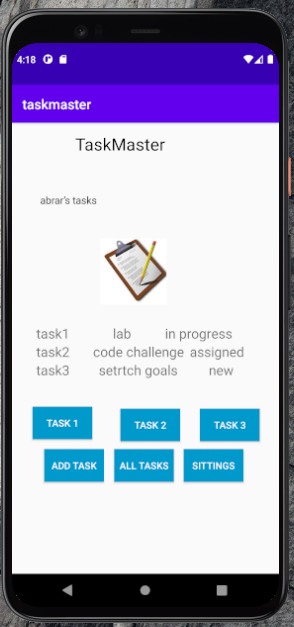 4:18
taskmaster
TaskMaster
abrar's tasks
task1 lab in progress
task2 code challenge assigned
task3 setrtch goals new
TASK 1 TASK 2 TASK 3
ADD TASK ALL TASKS SITTINGS